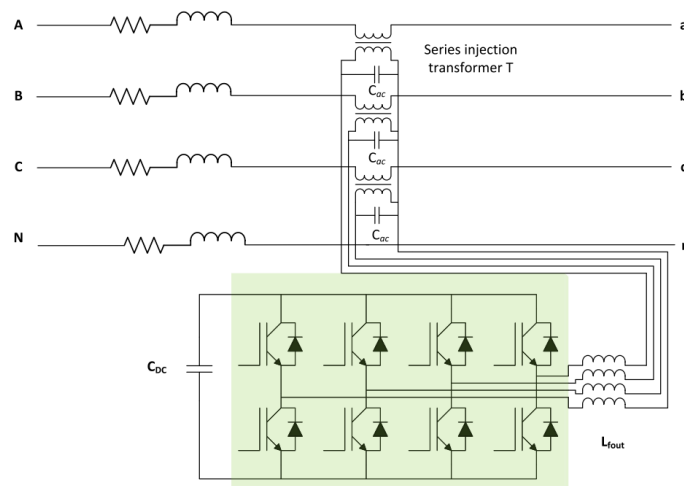 A
a
Series injection
transformer T
C_ac
B
b
C_ac
C
C_ac
N
C_DC
L_fout